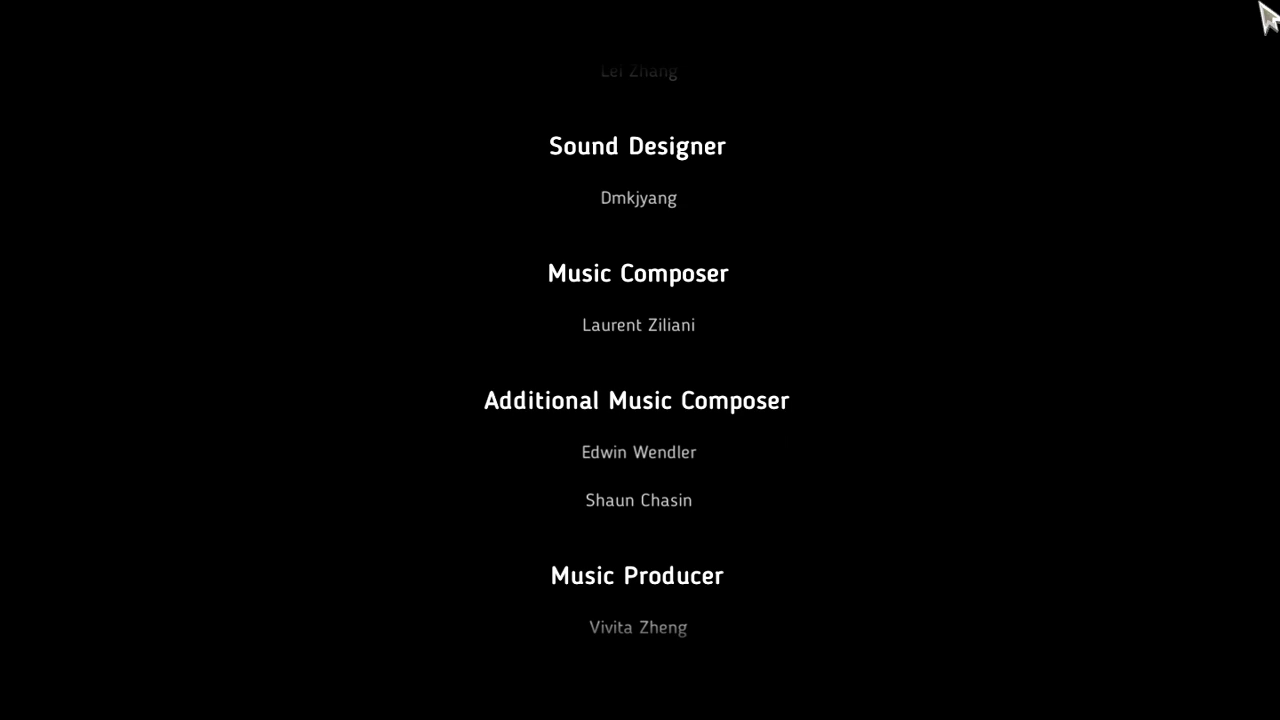 Lei Zhang
Sound Designer
Dmkjyang
Music Composer
Laurent Ziliani
Additional Music Composer
Edwin Wendler
Shaun Chasin
Music Producer
Vivita Zheng